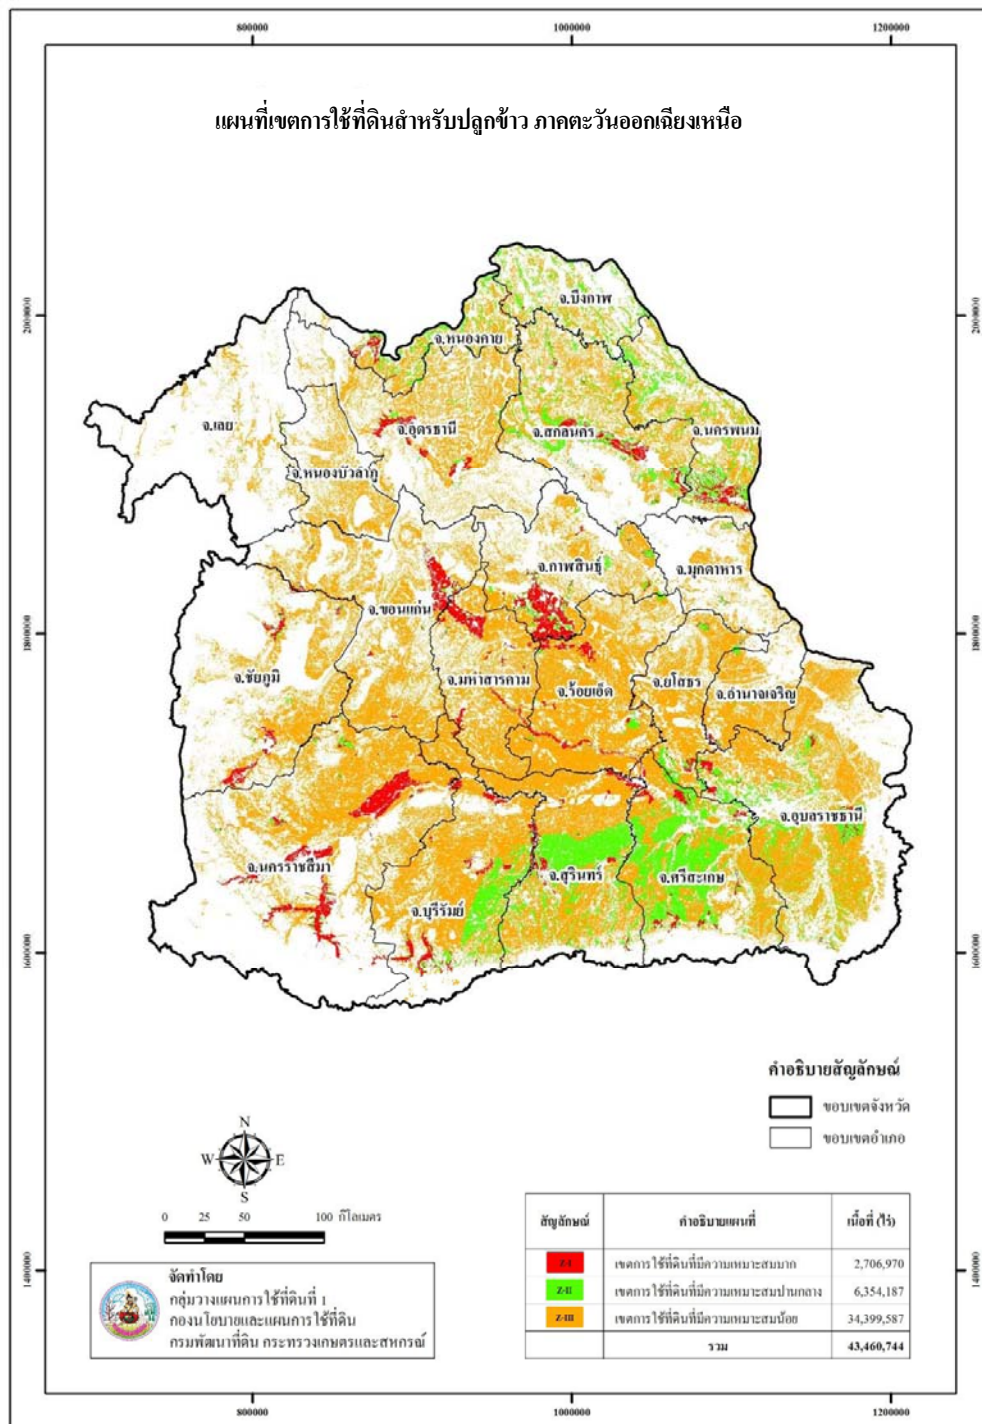 800000 1000000 1200000
แผนที่เขตการใช้ที่ดินสำหรับปลูกข้าว ภาคตะวันออกเฉียงเหนือ
2000000 2000000
จ.บึงกาฬ
จ.หนองคาย
จ.เลย
จ.อุดรธานี
จ.สกลนคร
จ.นครพนม
จ.หนองบัวลำภู
จ.กาฬสินธุ์
จ.มุกดาหาร
จ.ขอนแก่น
1800000 1800000
จ.ชัยภูมิ
จ.มหาสารคาม
จ.ร้อยเอ็ด
จ.ยโสธร
จ.อำนาจเจริญ
จ.อุบลราชธานี
จ.นครราชสีมา
จ.สุรินทร์
จ.ศรีสะเกษ
จ.บุรีรัมย์
1600000 1600000
คำอธิบายสัญลักษณ์
ขอบเขตจังหวัด
ขอบเขตอำเภอ
N
W E
S
0 25 50 100 กิโลเมตร
สัญลักษณ์ คำอธิบายแผนที่ เนื้อที่ (ไร่)
Z-I เขตการใช้ที่ดินที่มีความเหมาะสมมาก 2,706,970
Z-II เขตการใช้ที่ดินที่มีความเหมาะสมปานกลาง 6,354,187
Z-III เขตการใช้ที่ดินที่มีความเหมาะสมน้อย 34,399,587
รวม 43,460,744
1400000 1400000
จัดทำโดย
กลุ่มวางแผนการใช้ที่ดินที่ 1
กองนโยบายและแผนการใช้ที่ดิน
กรมพัฒนาที่ดิน กระทรวงเกษตรและสหกรณ์
800000 1000000 1200000